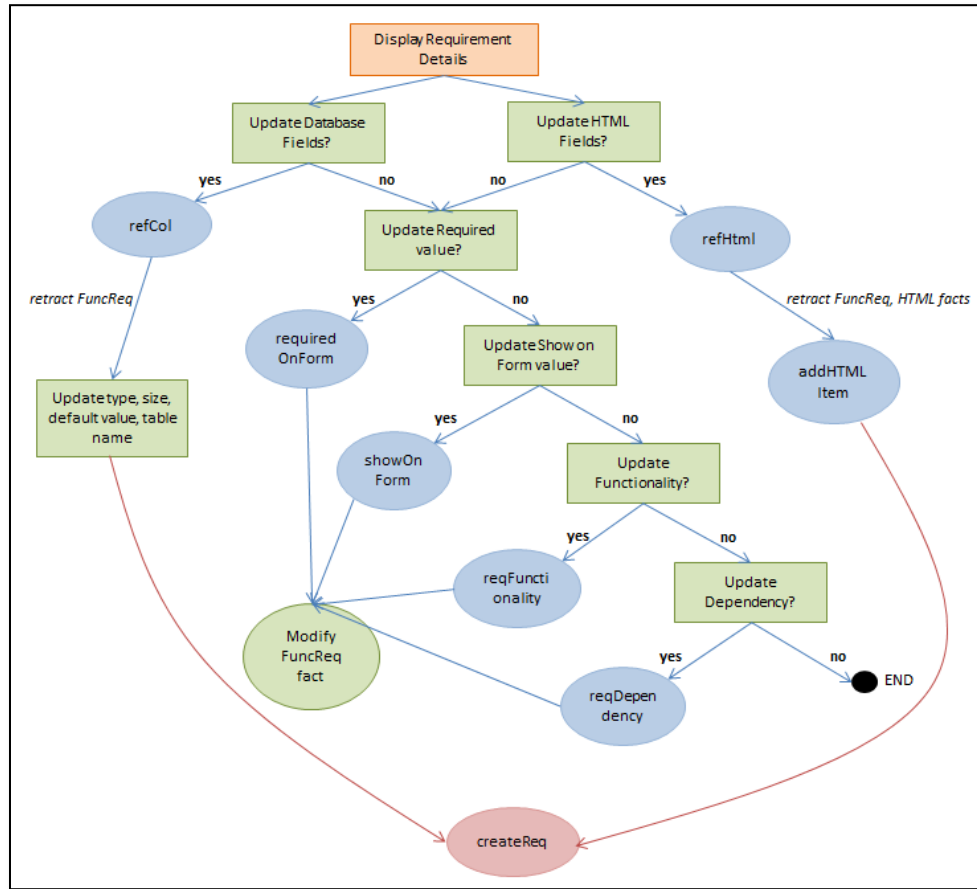 Display Requirement
Details
Update Database
Fields?
Update HTML
Fields?
yes
no
no
yes
refCol
Update Required
value?
refHtml
retract FuncReq
yes
no
retract FuncReq, HTML facts
required
OnForm
Update Show on
Form value?
addHTML
Item
Update type, size,
default value, table
name
yes
no
showOn
Form
Update
Functionality?
yes
no
reqFuncti
onality
Update
Dependency?
Modify
FuncReq
fact
yes
no
END
reqDepen
dency
createReq